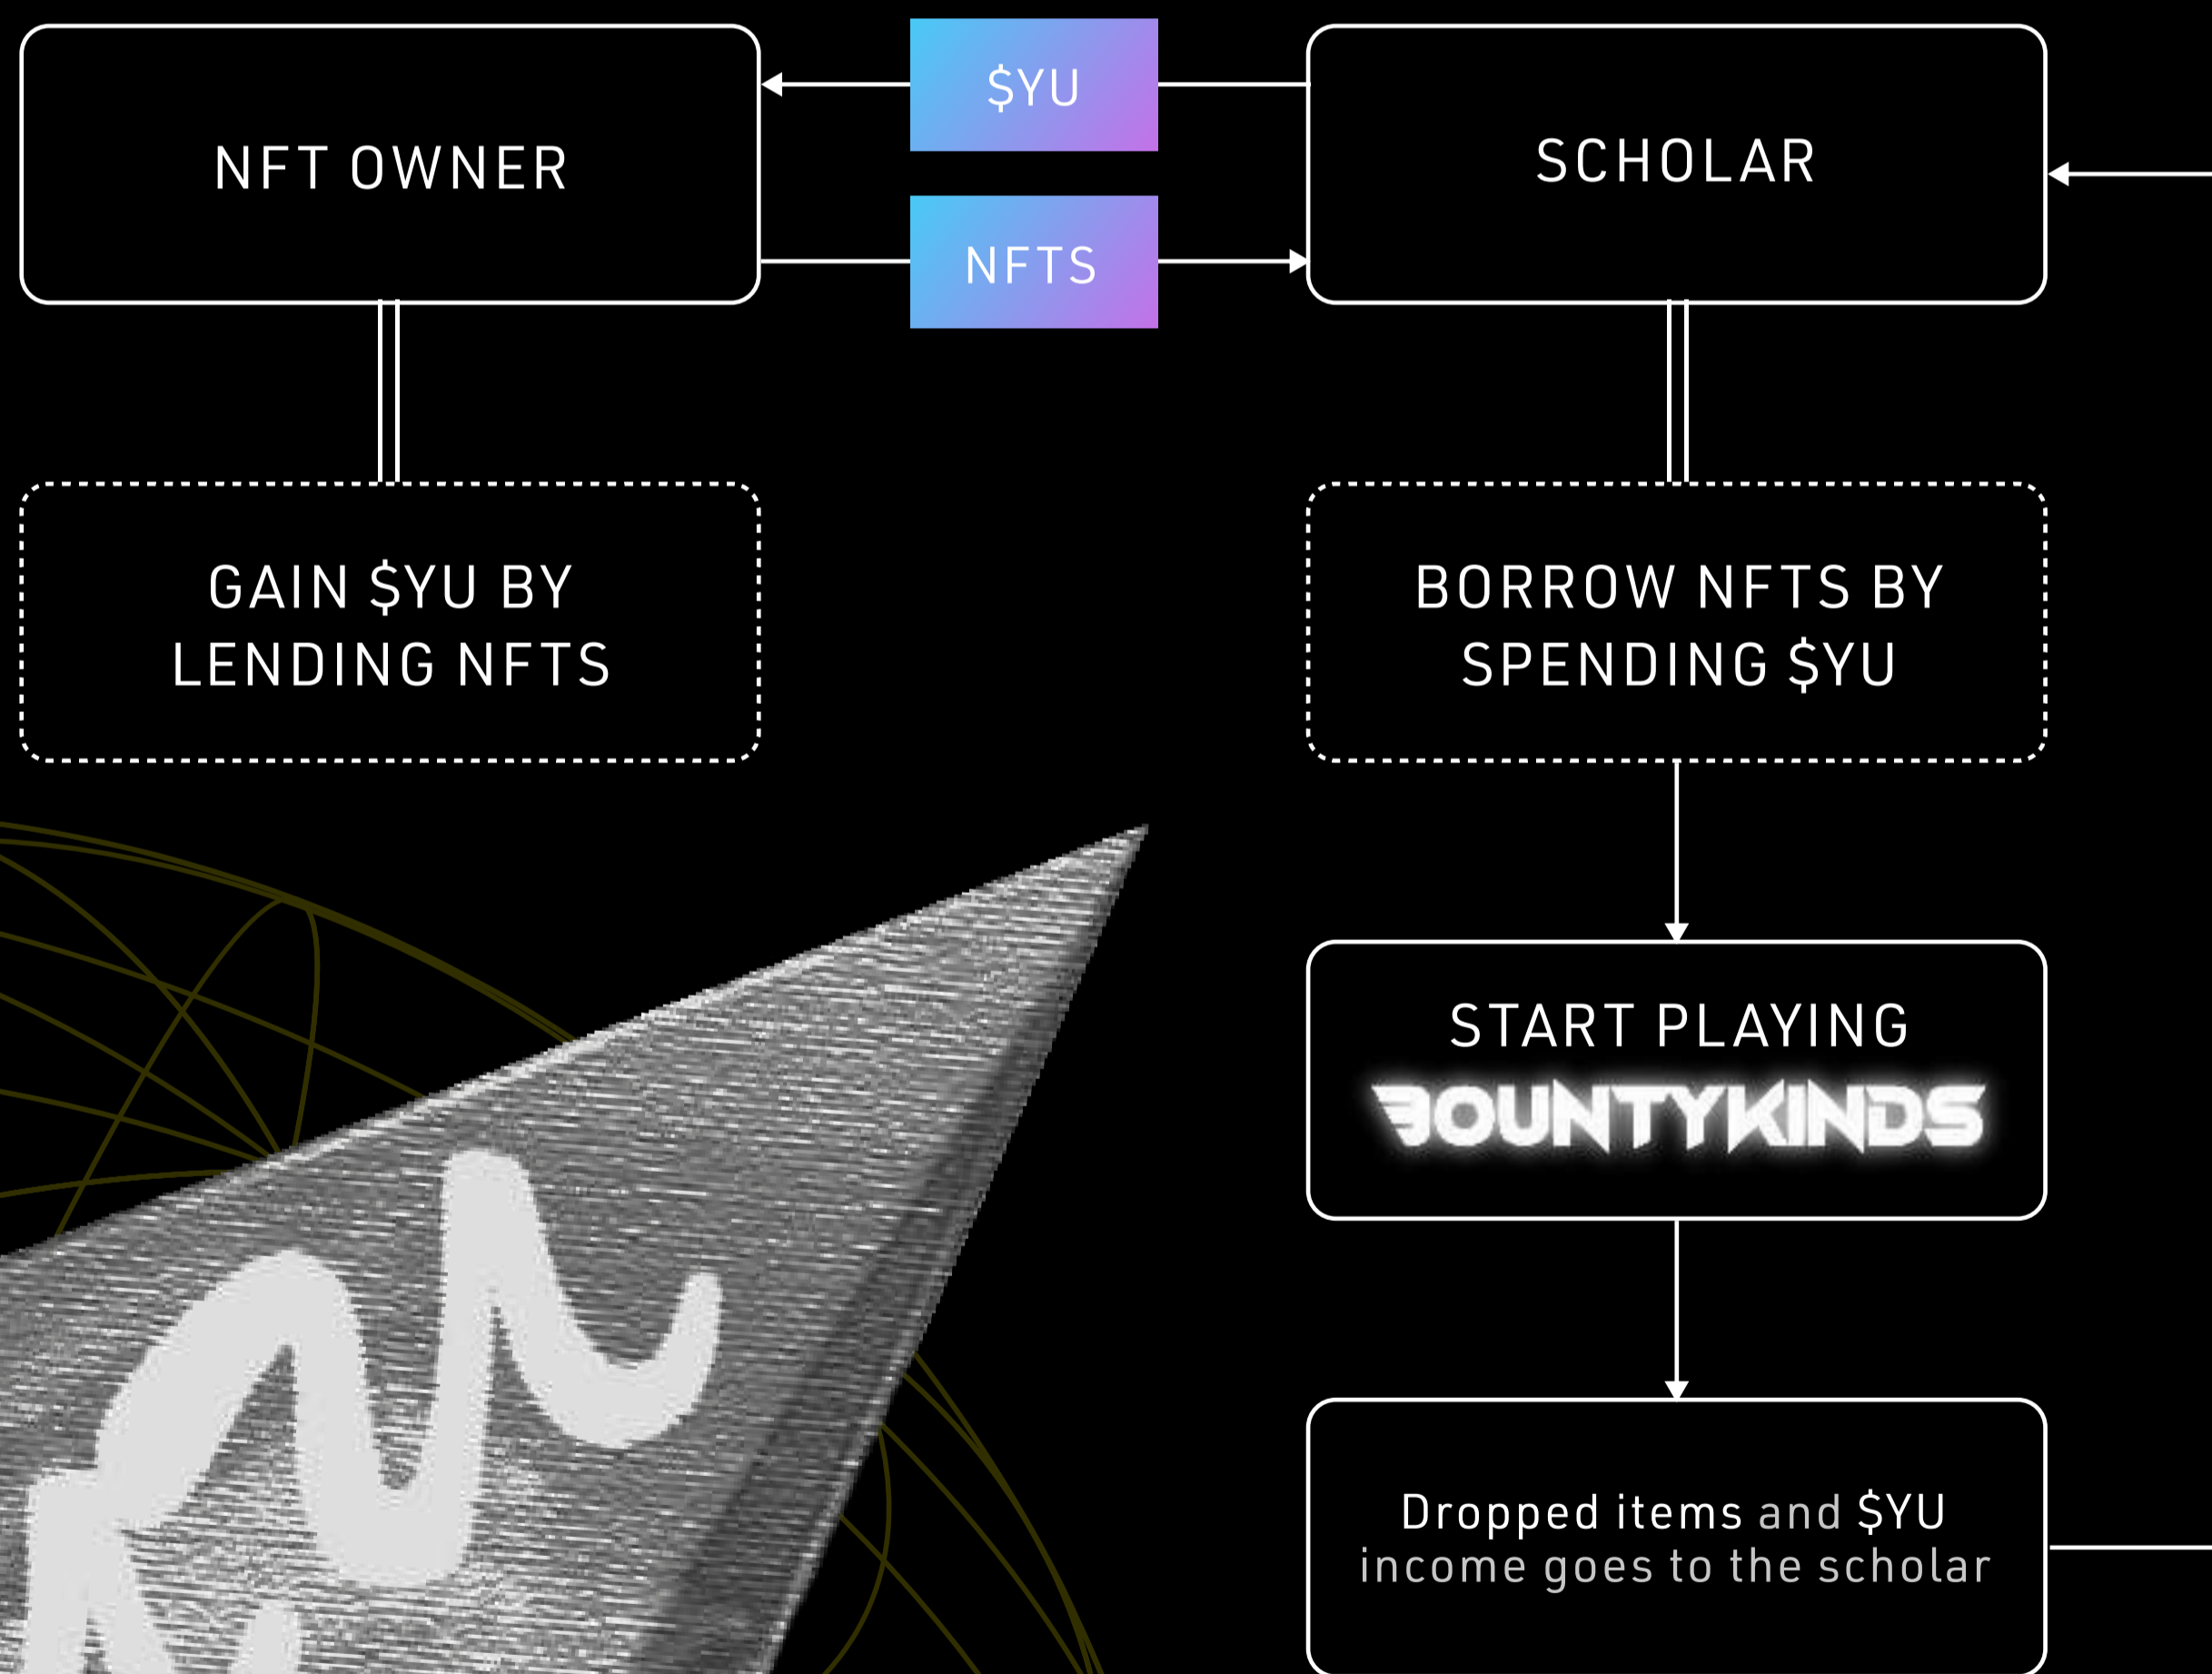 NFT OWNER
$YU
NFTS
SCHOLAR
GAIN $YU BY
LENDING NFTS
BORROW NFTS BY
SPENDING $YU
START PLAYING
BOUNTYKINDS
Dropped items and $YU
income goes to the scholar